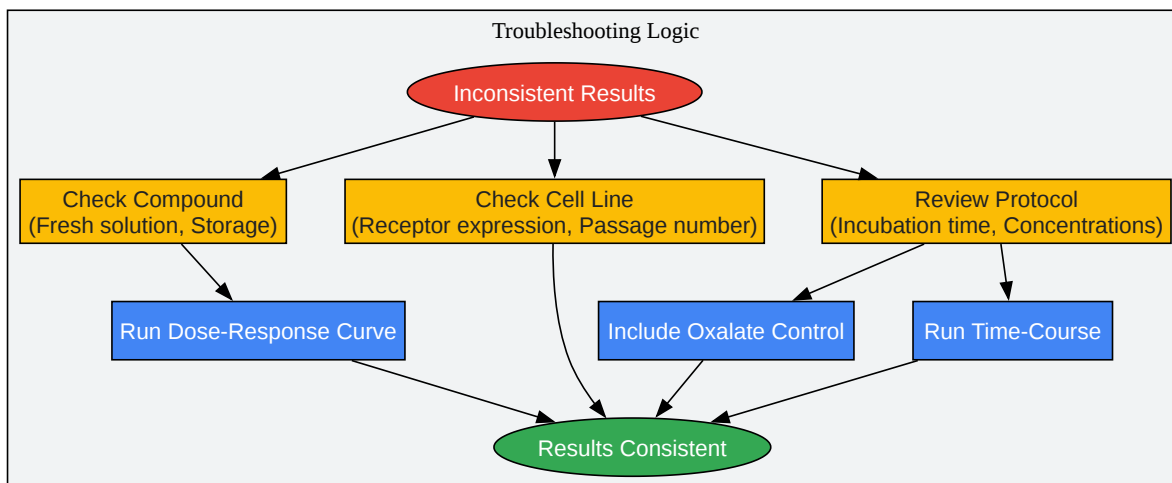 Troubleshooting Logic
Inconsistent Results
Check Compound
(Fresh solution, Storage)
Check Cell Line
(Receptor expression, Passage number)
Review Protocol
(Incubation time, Concentrations)
Run Dose-Response Curve
Include Oxalate Control
Run Time-Course
Results Consistent